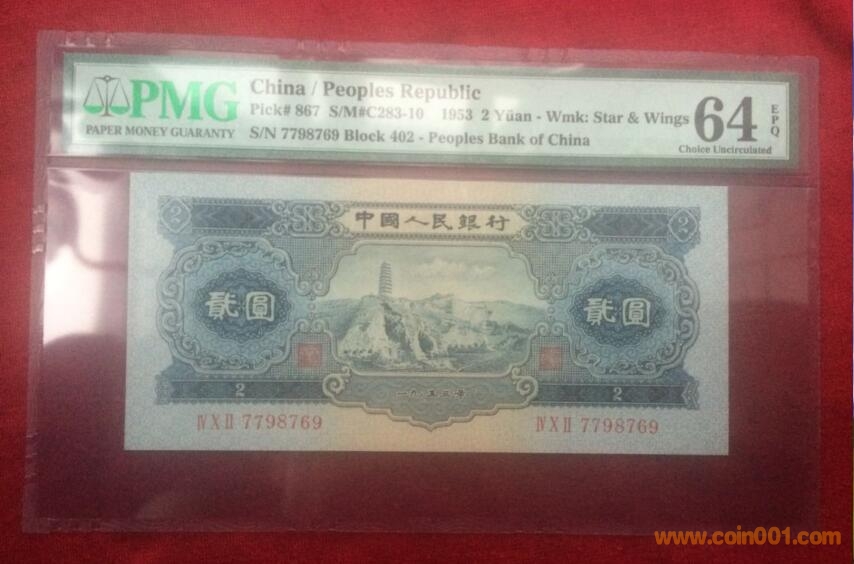 PMG
PAPER MONEY GUARANTY
China / Peoples Republic
Pick# 867 S/M#C283-10 1953 2 Yüan - Wmk: Star & Wings
S/N 7798769 Block 402 - Peoples Bank of China
64 EPQ
Choice Uncirculated
2 中國人民銀行 2
貳圓 貳圓
2 一九五三年 2
ⅣⅩⅡ 7798769 ⅣⅩⅡ 7798769
www.coin001.com